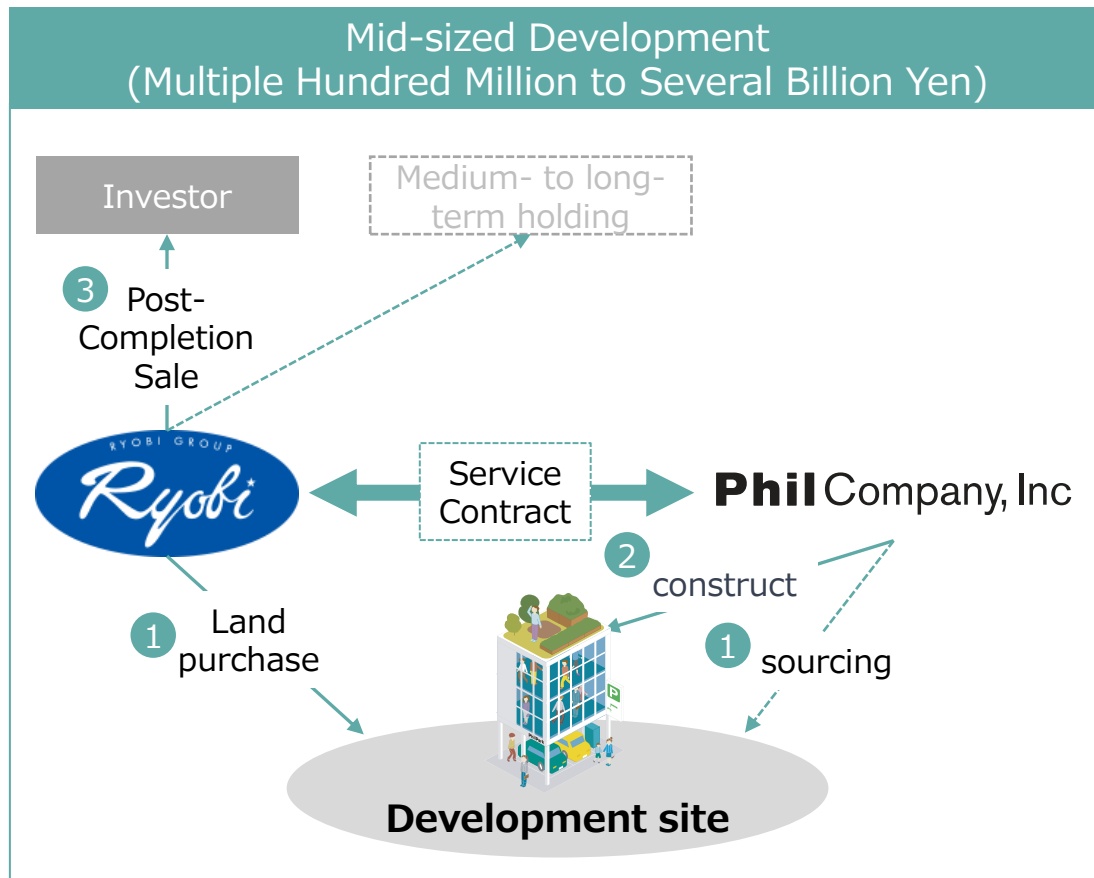 Mid-sized Development
(Multiple Hundred Million to Several Billion Yen)
Investor
Medium- to long-
term holding
3
Post-
Completion
Sale
RYOBI GROUP
Ryobi
Service
Contract
Phil Company, Inc
2
construct
1
Land
purchase
1
sourcing
P
Development site